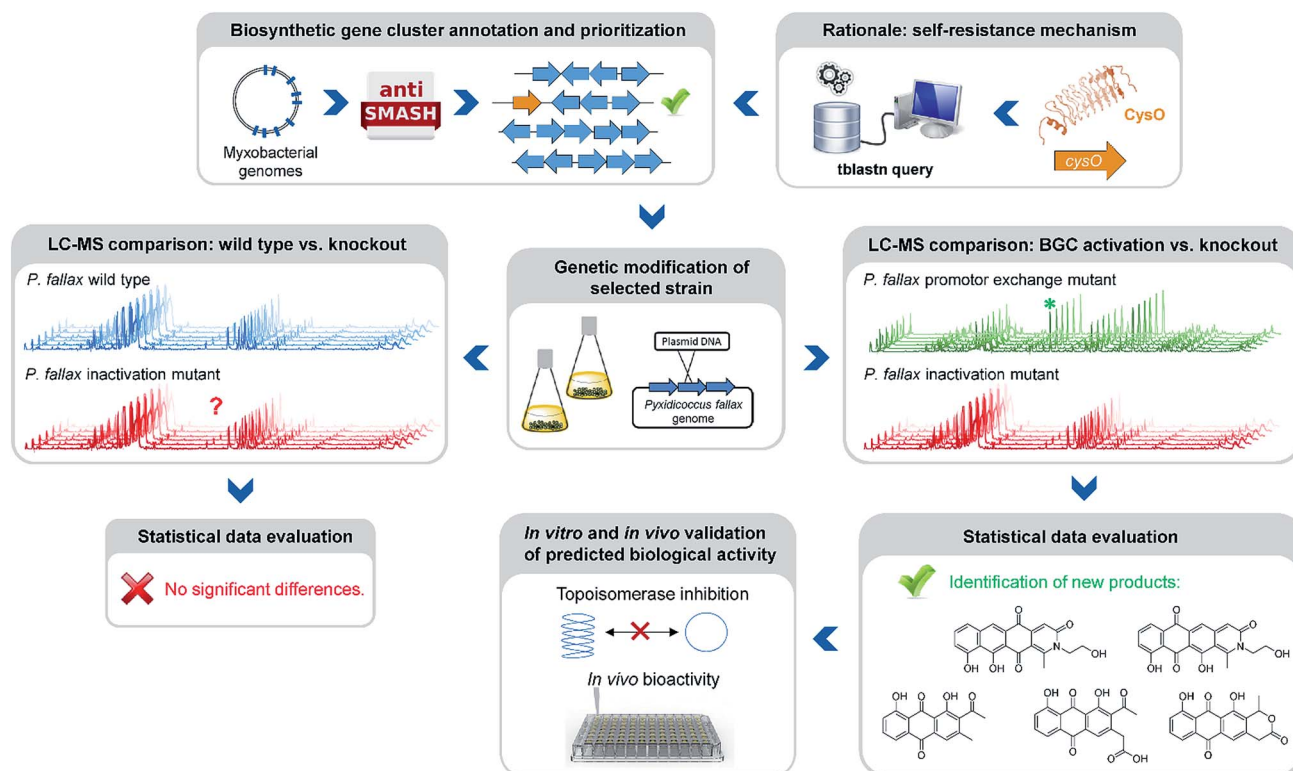 Biosynthetic gene cluster annotation and prioritization
Myxobacterial
genomes
anti
SMASH
Rationale: self-resistance mechanism
tblastn query
CysO
cysO
LC-MS comparison: wild type vs. knockout
P. fallax wild type
P. fallax inactivation mutant
?
Genetic modification of
selected strain
Plasmid DNA
Pyxidicoccus fallax
genome
LC-MS comparison: BGC activation vs. knockout
P. fallax promotor exchange mutant
*
P. fallax inactivation mutant
Statistical data evaluation
No significant differences.
In vitro and in vivo validation
of predicted biological activity
Topoisomerase inhibition
In vivo bioactivity
Statistical data evaluation
Identification of new products:
O
O
N
OH
OH
OH
O
O
O
N
OH
OH
O
OH
OH
O
OH
O
O
OH
O
OH
O
O
O
OH
OH
O
OH
O
O
O